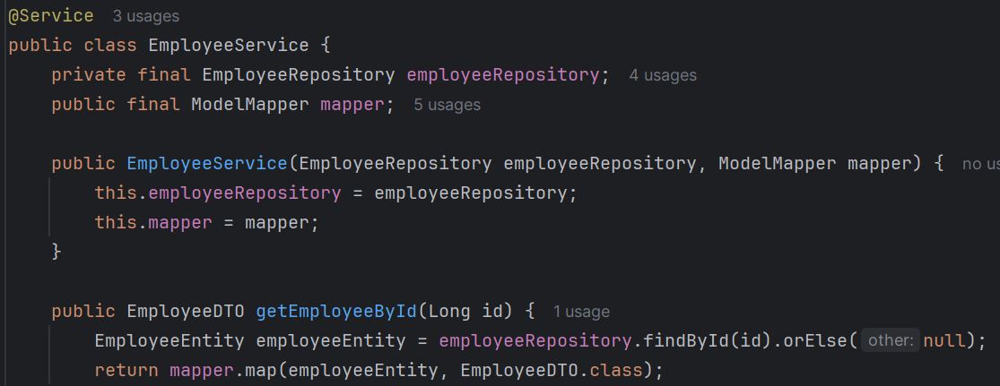 @Service 3 usages
public class EmployeeService {
private final EmployeeRepository employeeRepository; 4 usages
public final ModelMapper mapper; 5 usages
public EmployeeService(EmployeeRepository employeeRepository, ModelMapper mapper) { no us
this.employeeRepository = employeeRepository;
this.mapper = mapper;
}
public EmployeeDTO getEmployeeById(Long id) { 1 usage
EmployeeEntity employeeEntity = employeeRepository.findById(id).orElse( other: null);
return mapper.map(employeeEntity, EmployeeDTO.class);